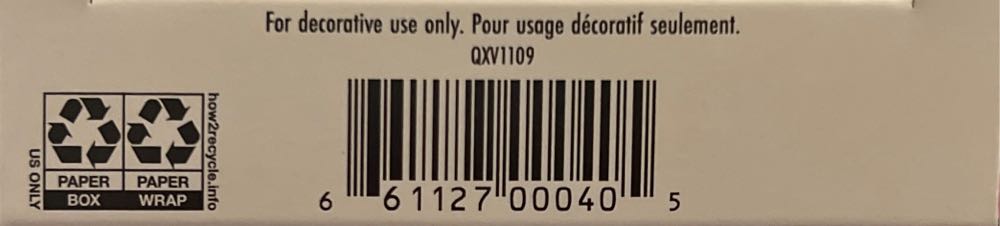 For decorative use only. Pour usage décoratif seulement.
QXV1109
US ONLY
PAPER
BOX
PAPER
WRAP
how2recycle.info
6 61127 00040 5